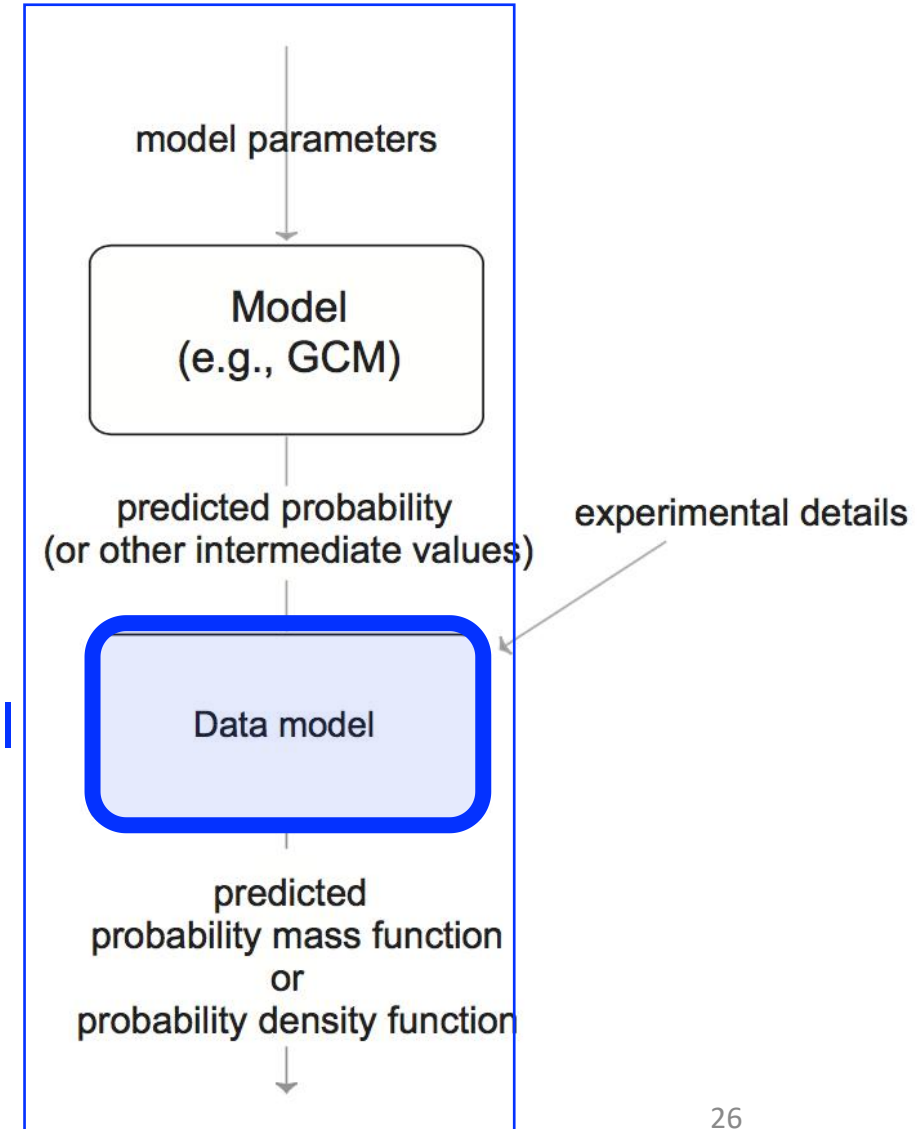 model parameters
Model
(e.g., GCM)
predicted probability
(or other intermediate values)
experimental details
Data model
predicted
probability mass function
or
probability density function
26